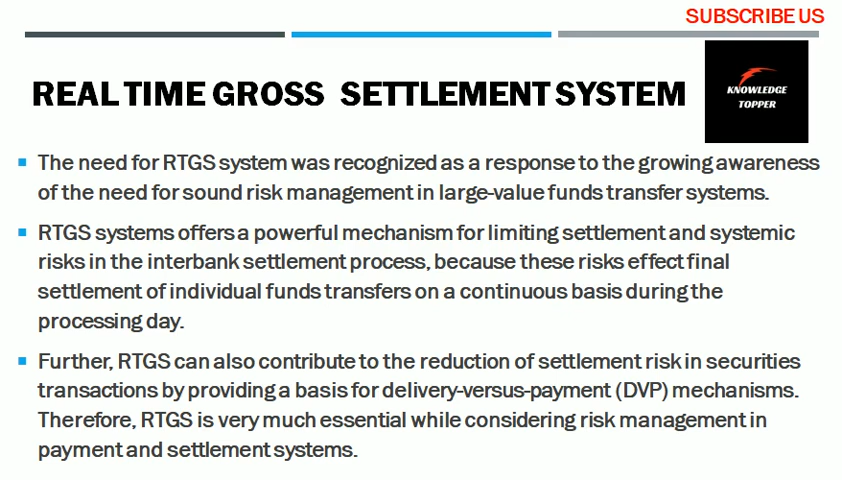 SUBSCRIBE US
REAL TIME GROSS SETTLEMENT SYSTEM
KNOWLEDGE
TOPPER
The need for RTGS system was recognized as a response to the growing awareness
of the need for sound risk management in large-value funds transfer systems.
RTGS systems offers a powerful mechanism for limiting settlement and systemic
risks in the interbank settlement process, because these risks effect final
settlement of individual funds transfers on a continuous basis during the
processing day.
Further, RTGS can also contribute to the reduction of settlement risk in securities
transactions by providing a basis for delivery-versus-payment (DVP) mechanisms.
Therefore, RTGS is very much essential while considering risk management in
payment and settlement systems.